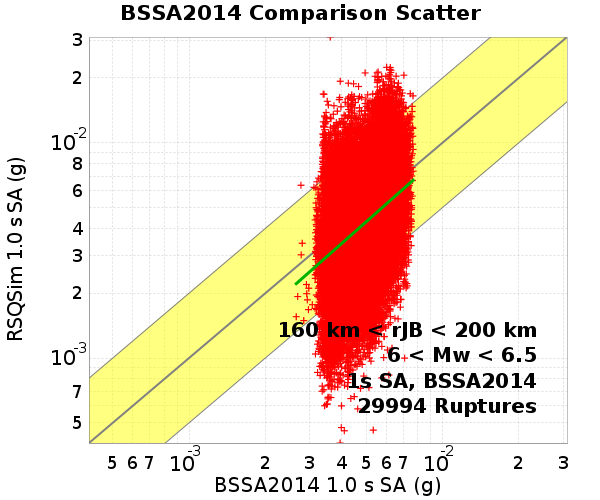 BSSA2014 Comparison Scatter
RSQSim 1.0 s SA (g)
3
2
10⁻²
8
6
4
3
2
10⁻³
7
5
160 km < rJB < 200 km
6 < Mw < 6.5
1s SA, BSSA2014
29994 Ruptures
5 6 7 10⁻³ 2 3 4 5 6 7 10⁻² 2 3
BSSA2014 1.0 s SA (g)